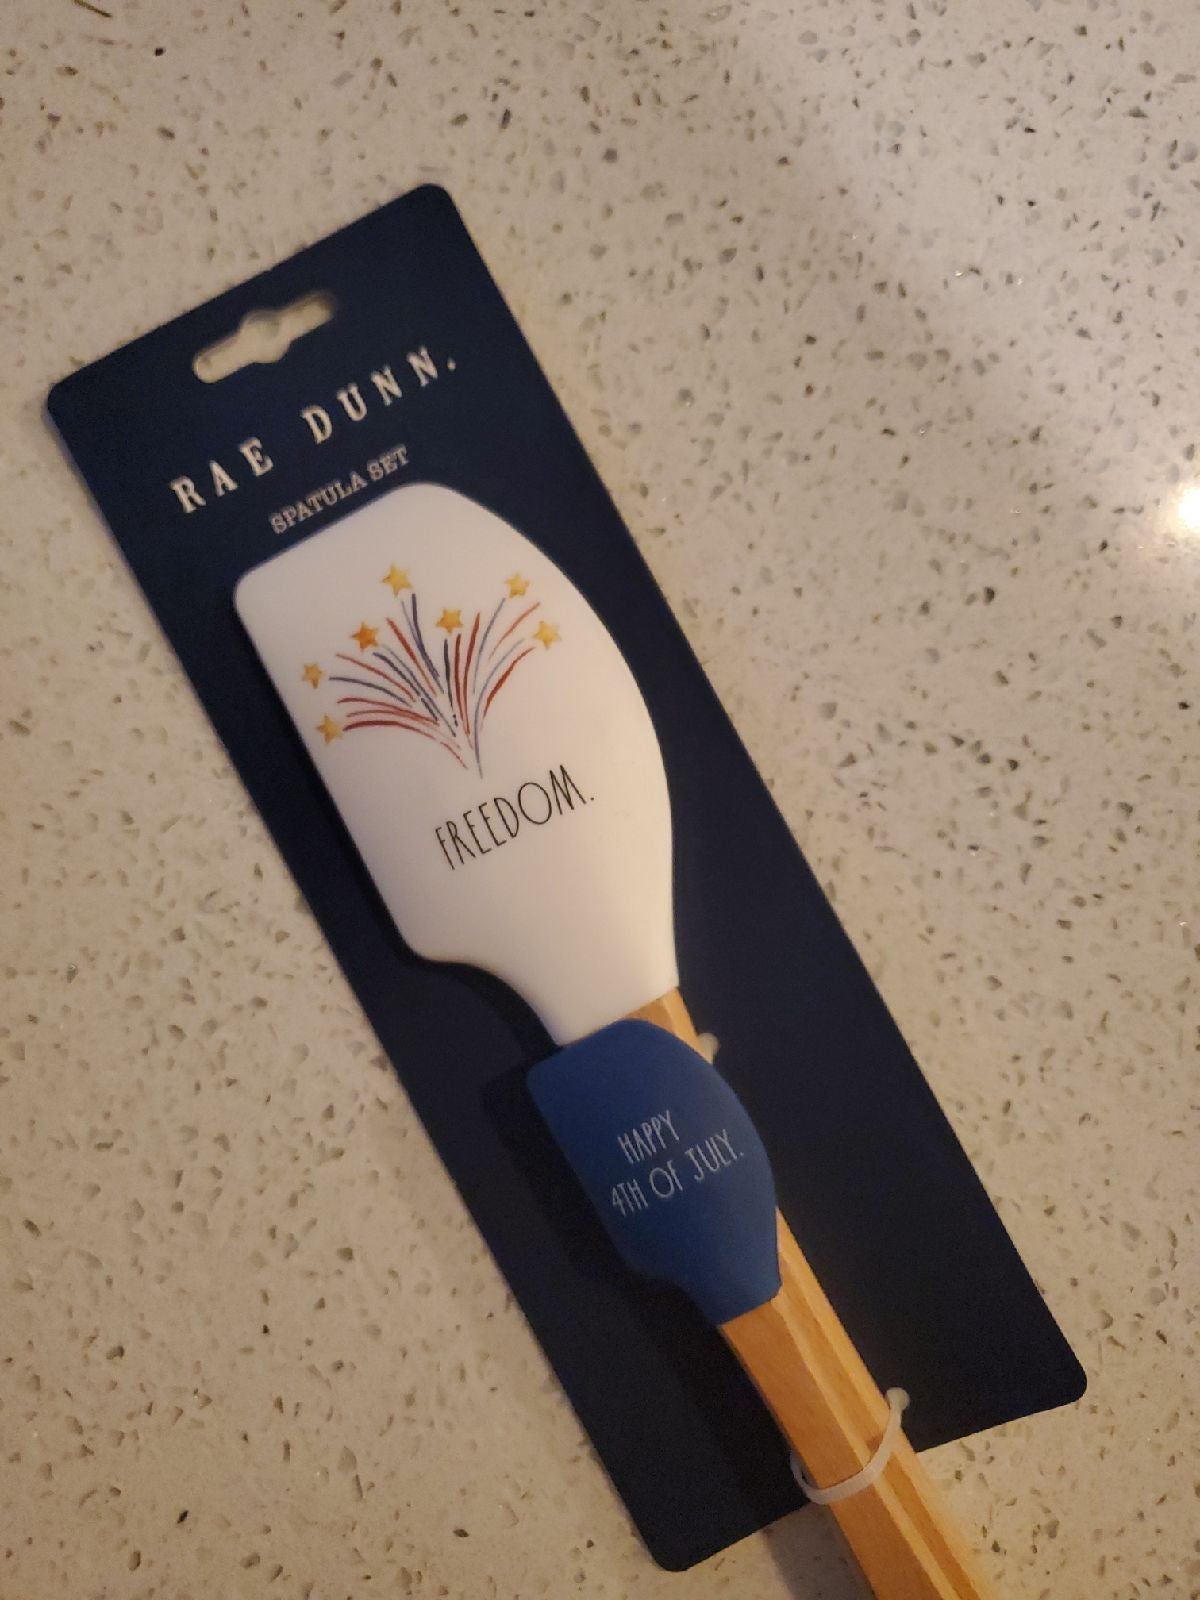 RAE DUNN.
SPATULA SET
FREEDOM.
HAPPY
4TH OF JULY.